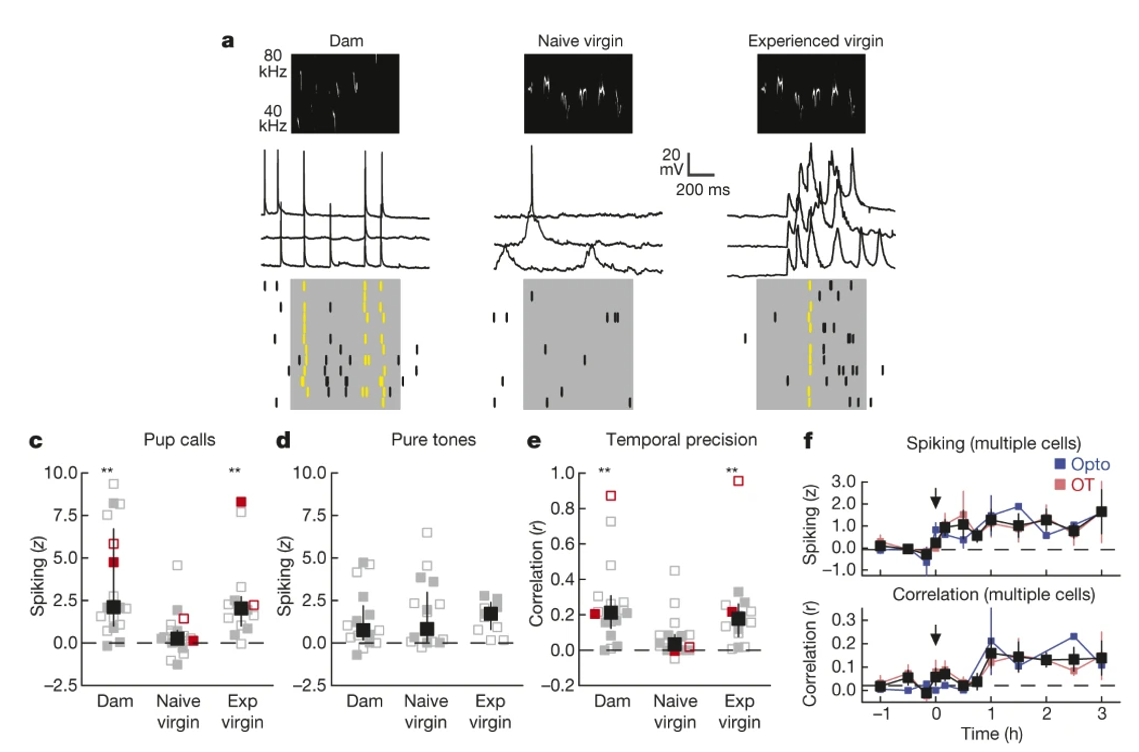 a
Dam
Naive virgin
Experienced virgin
80
kHz
40
kHz
20
mV
200 ms
c
Pup calls
10.0
7.5
5.0
2.5
0.0
−2.5
Spiking (z)
**
**
Dam
Naive
virgin
Exp
virgin
d
Pure tones
10.0
7.5
5.0
2.5
0.0
−2.5
Spiking (z)
Dam
Naive
virgin
Exp
virgin
e
Temporal precision
1.0
0.8
0.6
0.4
0.2
0.0
−0.2
Correlation (r)
**
**
Dam
Naive
virgin
Exp
virgin
f
Spiking (multiple cells)
Opto
OT
3.0
2.0
1.0
0.0
−1.0
Spiking (z)
Correlation (multiple cells)
0.3
0.2
0.1
0.0
Correlation (r)
−1
0
1
2
3
Time (h)